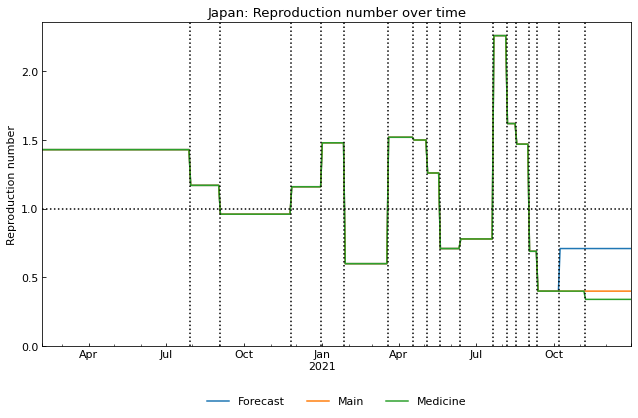 Japan: Reproduction number over time
Reproduction number
2.0
1.5
1.0
0.5
0.0
Apr Jul Oct Jan Apr Jul Oct
2021
Forecast Main Medicine